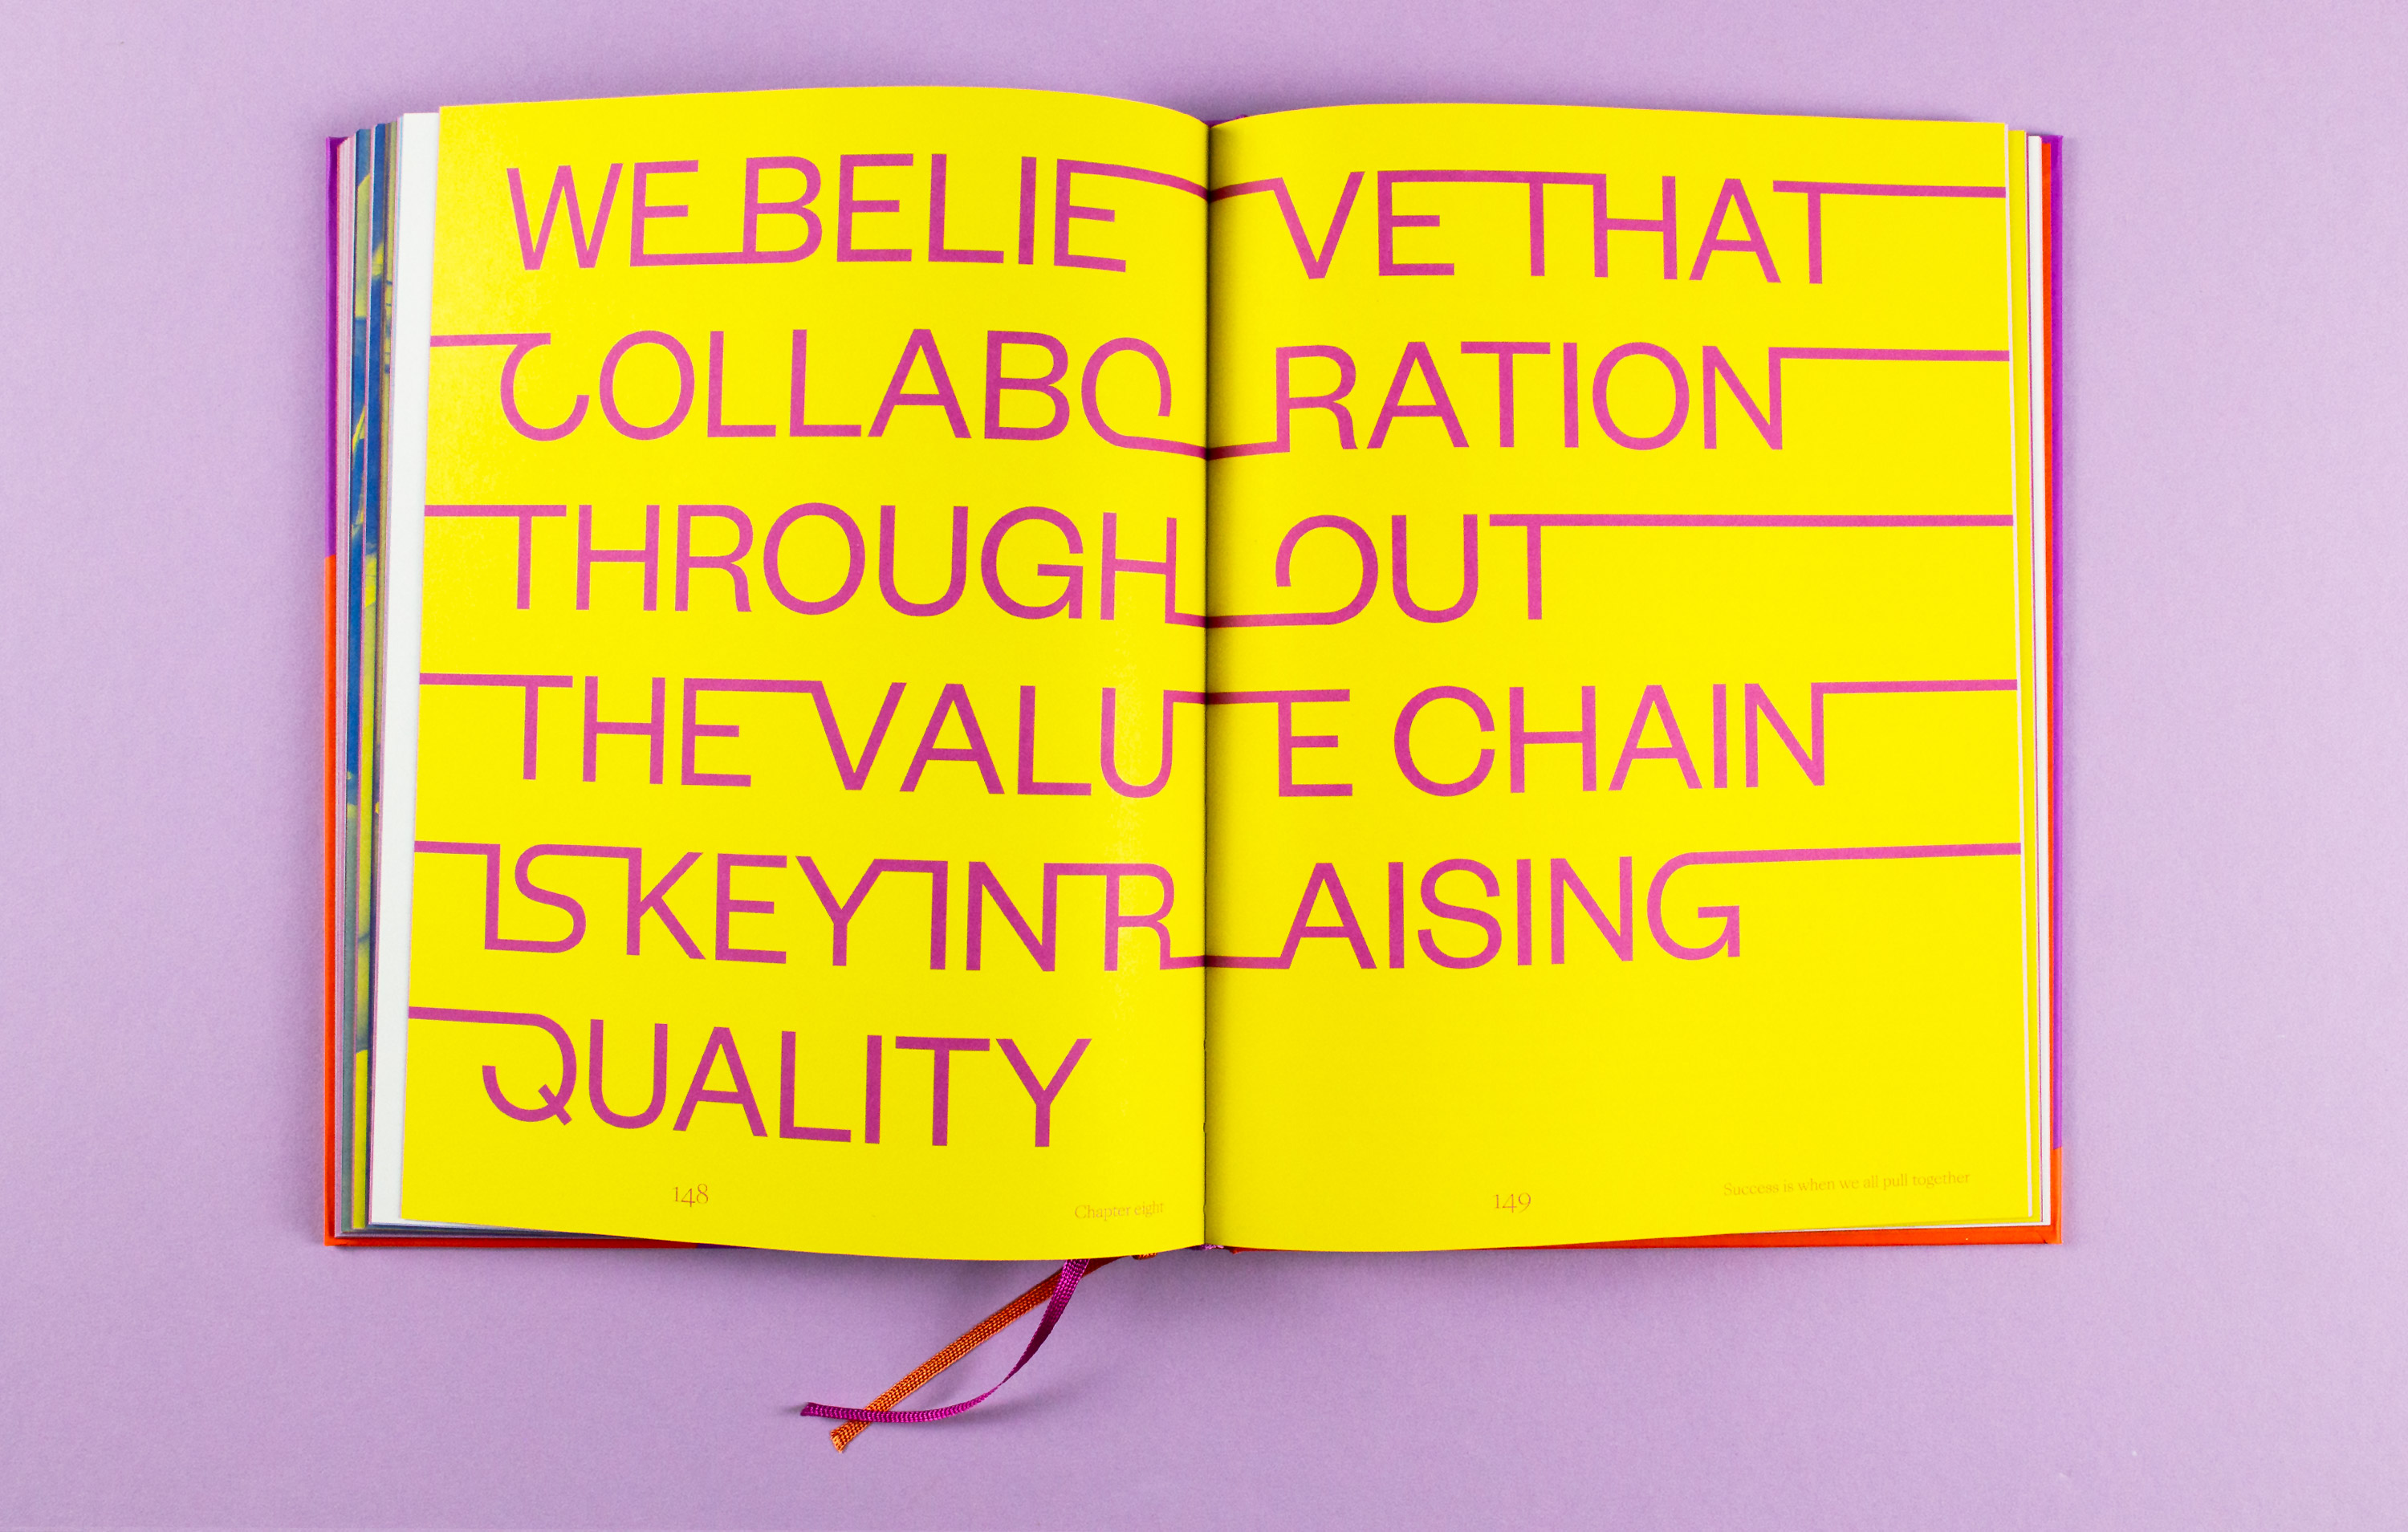 WE BELIEVE THAT
COLLABORATION
THROUGHOUT
THE VALUE CHAIN
IS KEY IN RAISING
QUALITY
148
Chapter eight
149
Success is when we all pull together